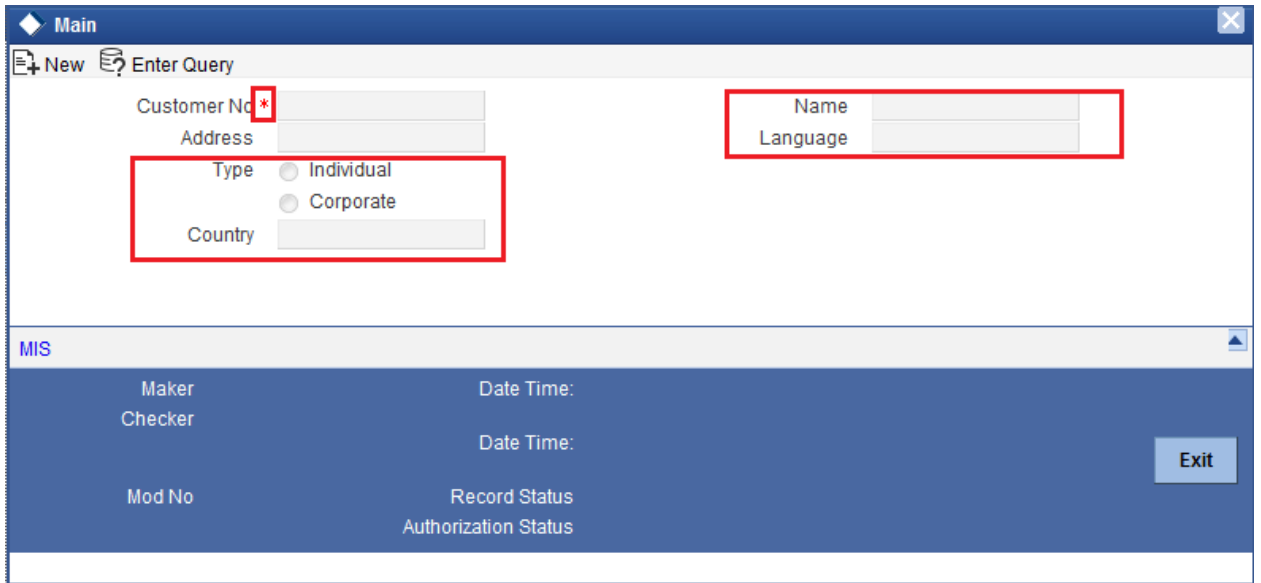 Main
New Enter Query
Customer No * Name
Address Language
Type Individual
Corporate
Country
MIS
Maker Date Time:
Checker
Date Time:
Exit
Mod No Record Status
Authorization Status